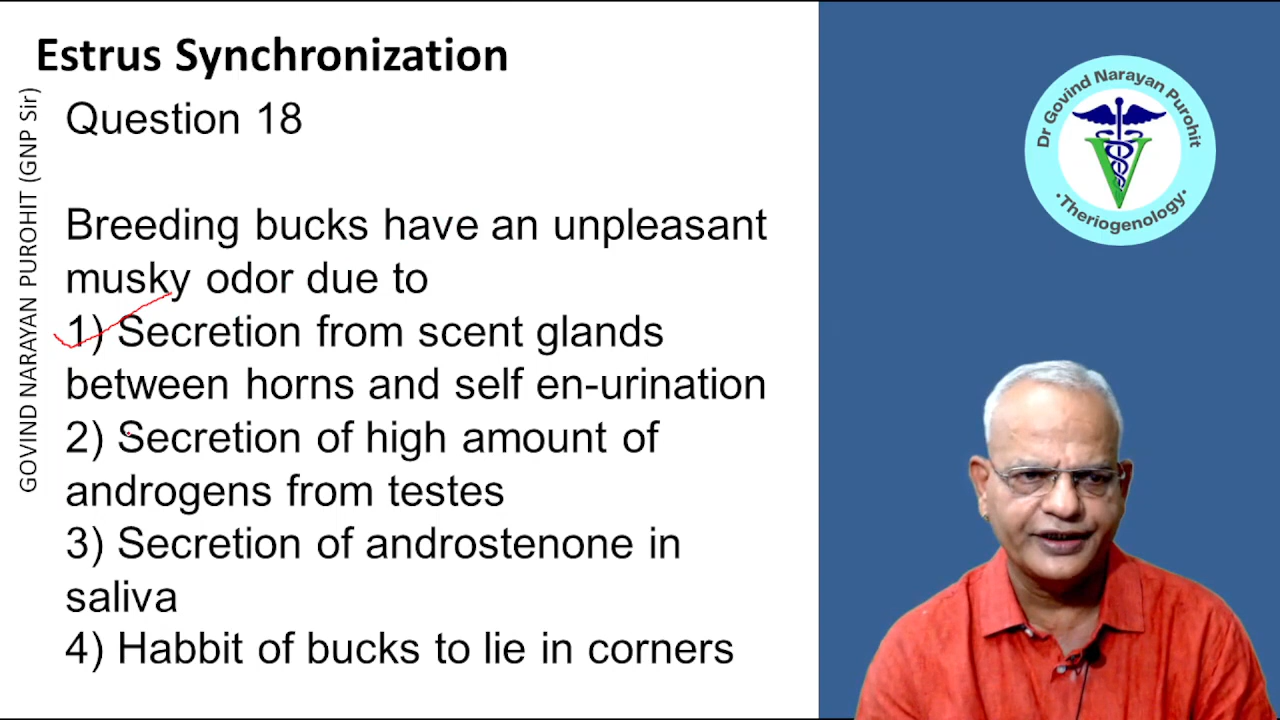 Estrus Synchronization
GOVIND NARAYAN PUROHIT (GNP Sir)
Question 18
Breeding bucks have an unpleasant
musky odor due to
1) Secretion from scent glands
between horns and self en-urination
2) Secretion of high amount of
androgens from testes
3) Secretion of androstenone in
saliva
4) Habbit of bucks to lie in corners
Dr Govind Narayan Purohit
V
•Theriogenology•